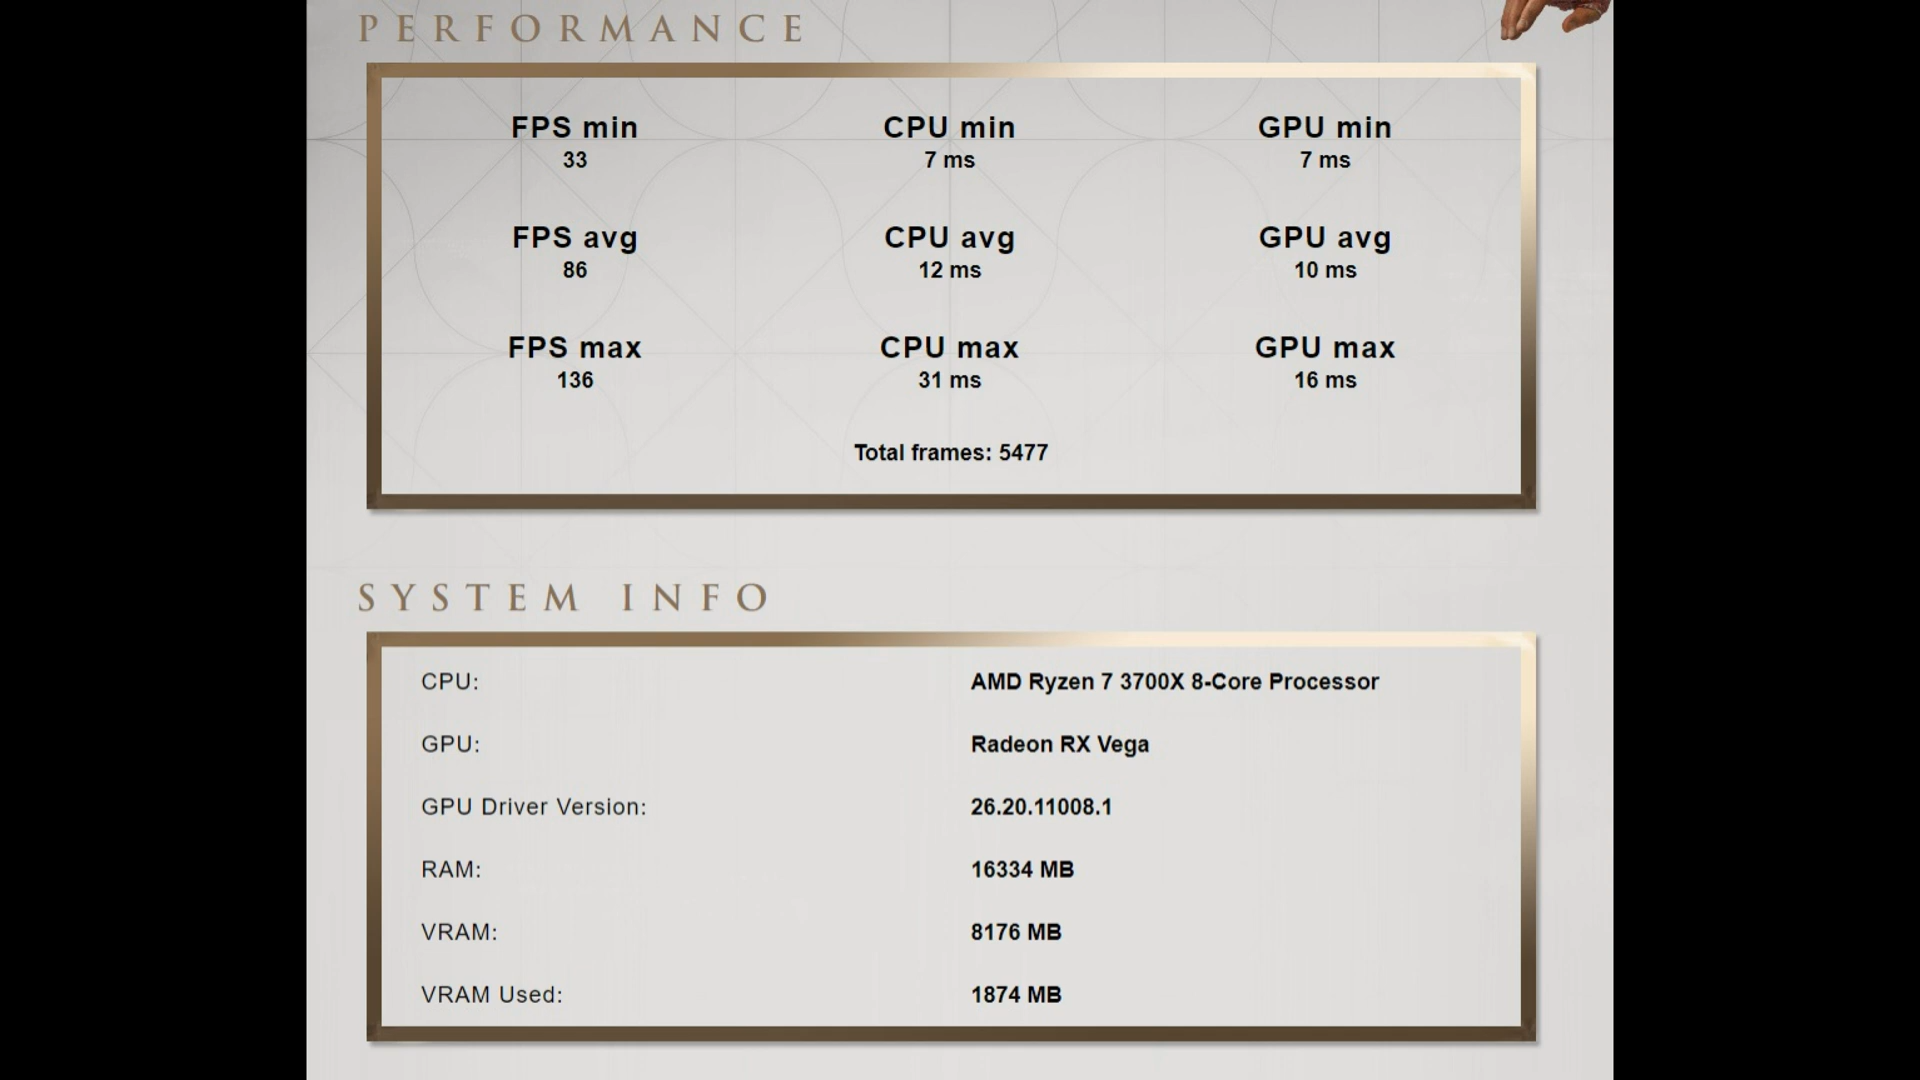 PERFORMANCE
FPS min
CPU min
GPU min
33
7 ms
7 ms
FPS avg
CPU avg
GPU avg
86
12 ms
10 ms
FPS max
CPU max
GPU max
136
31 ms
16 ms
Total frames: 5477
SYSTEM INFO
CPU: AMD Ryzen 7 3700X 8-Core Processor
GPU: Radeon RX Vega
GPU Driver Version: 26.20.11008.1
RAM: 16334 MB
VRAM: 8176 MB
VRAM Used: 1874 MB